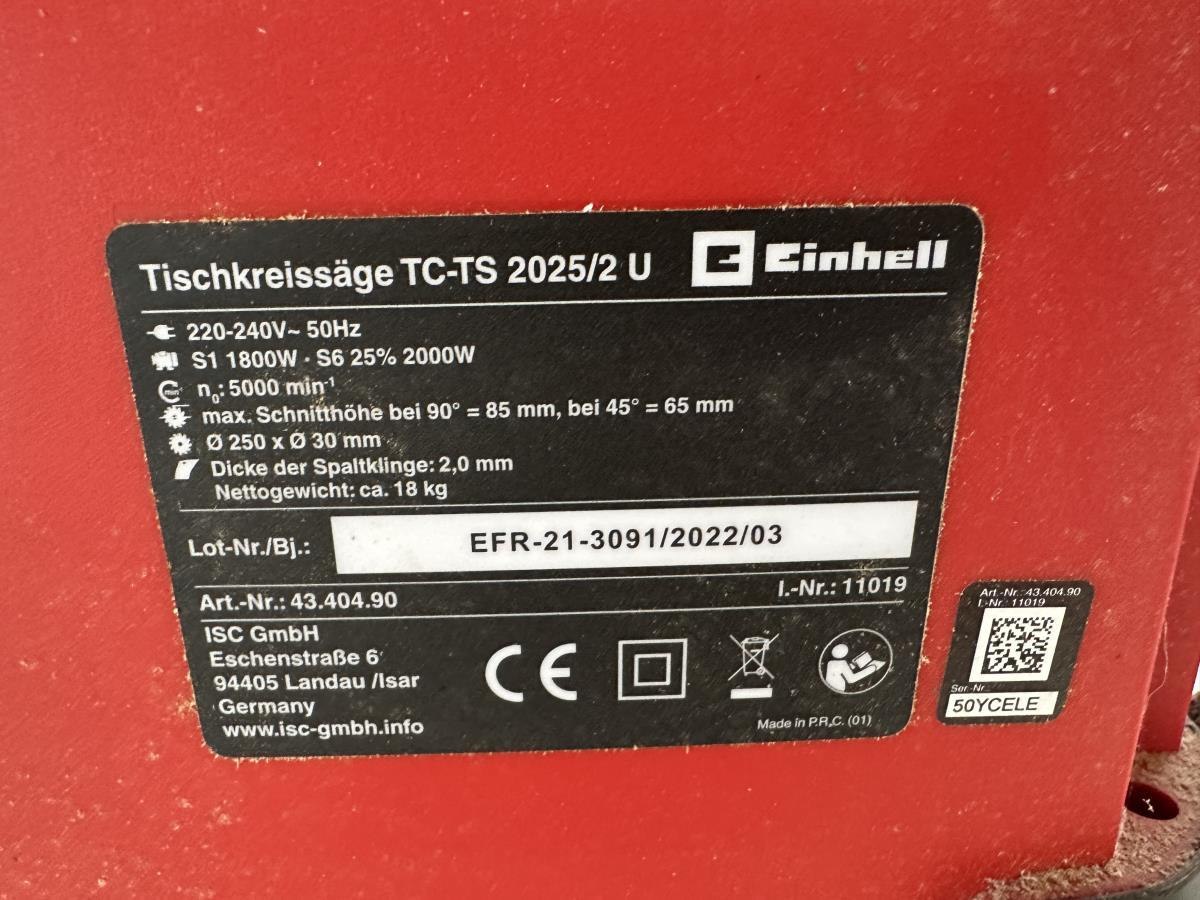 Tischkreissäge TC-TS 2025/2 U
Einhell
220-240V~ 50Hz
S1 1800W · S6 25% 2000W
n₀: 5000 min⁻¹
max. Schnitthöhe bei 90° = 85 mm, bei 45° = 65 mm
Ø 250 x Ø 30 mm
Dicke der Spaltklinge: 2,0 mm
Nettogewicht: ca. 18 kg
Lot-Nr./Bj.: EFR-21-3091/2022/03
Art.-Nr.: 43.404.90
I.-Nr.: 11019
ISC GmbH
Eschenstraße 6
94405 Landau /Isar
Germany
www.isc-gmbh.info
CE
Made in P.R.C. (01)
Art.-Nr.: 43.404.90
I.-Nr.: 11019
Ser.-Nr.
50YCELE